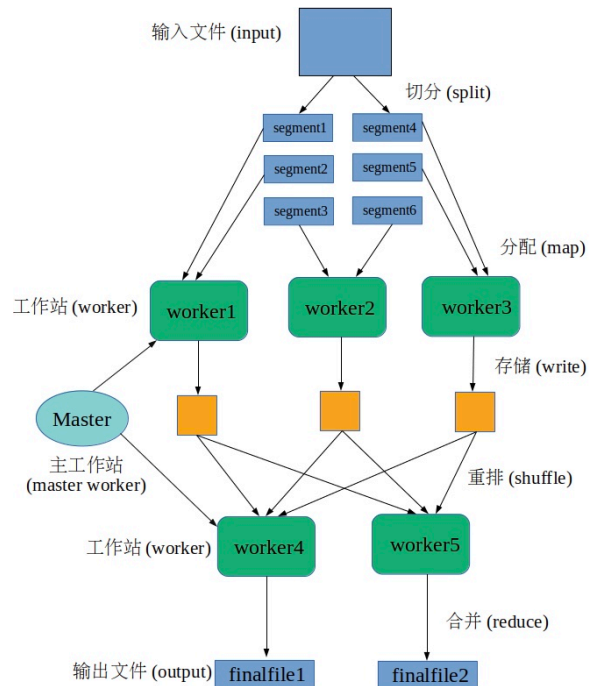 输入文件 (input)
切分 (split)
segment1
segment4
segment2
segment5
segment3
segment6
分配 (map)
工作站 (worker)
worker1
worker2
worker3
存储 (write)
Master
主工作站
(master worker)
重排 (shuffle)
工作站 (worker)
worker4
worker5
合并 (reduce)
输出文件 (output)
finalfile1
finalfile2